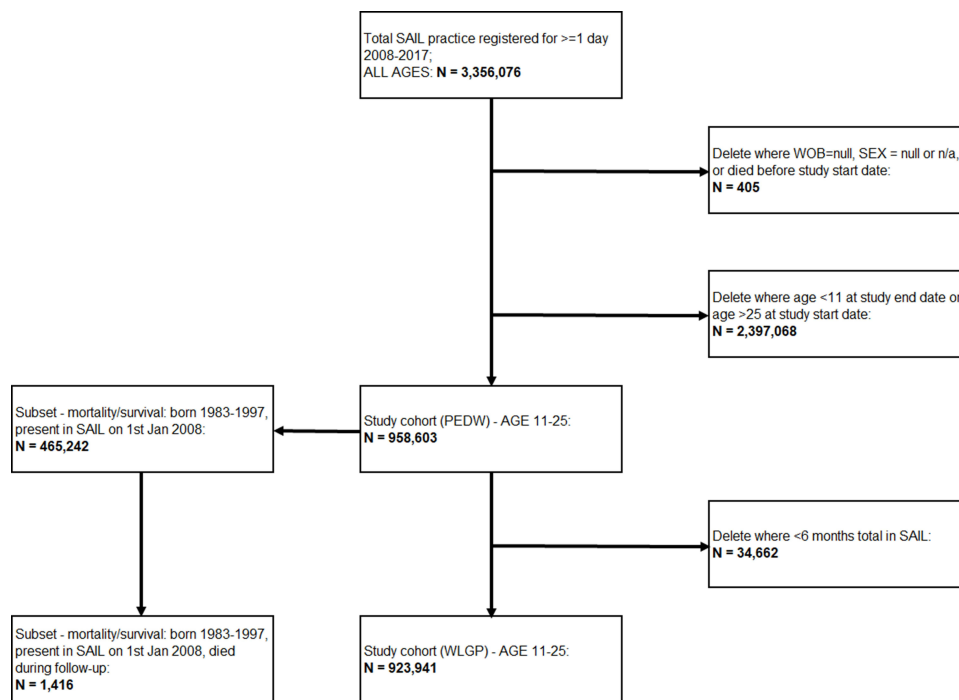 Total SAIL practice registered for >=1 day
2008-2017;
ALL AGES: N = 3,356,076
Delete where WOB=null, SEX = null or n/a,
or died before study start date:
N = 405
Delete where age <11 at study end date or
age >25 at study start date:
N = 2,397,068
Subset - mortality/survival: born 1983-1997,
present in SAIL on 1st Jan 2008:
N = 465,242
Study cohort (PEDW) - AGE 11-25:
N = 958,603
Delete where <6 months total in SAIL:
N = 34,662
Subset - mortality/survival: born 1983-1997,
present in SAIL on 1st Jan 2008, died
during follow-up:
N = 1,416
Study cohort (WLGP) - AGE 11-25:
N = 923,941